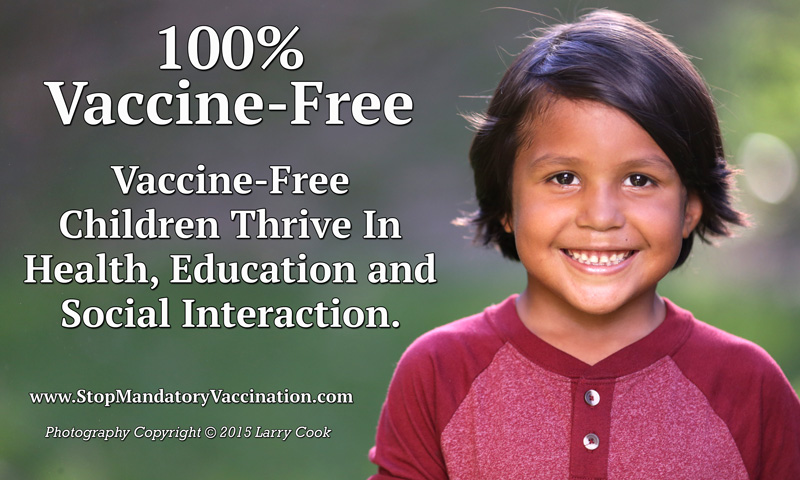 100%
Vaccine-Free
Vaccine-Free
Children Thrive In
Health, Education and
Social Interaction.
www.StopMandatoryVaccination.com
Photography Copyright © 2015 Larry Cook